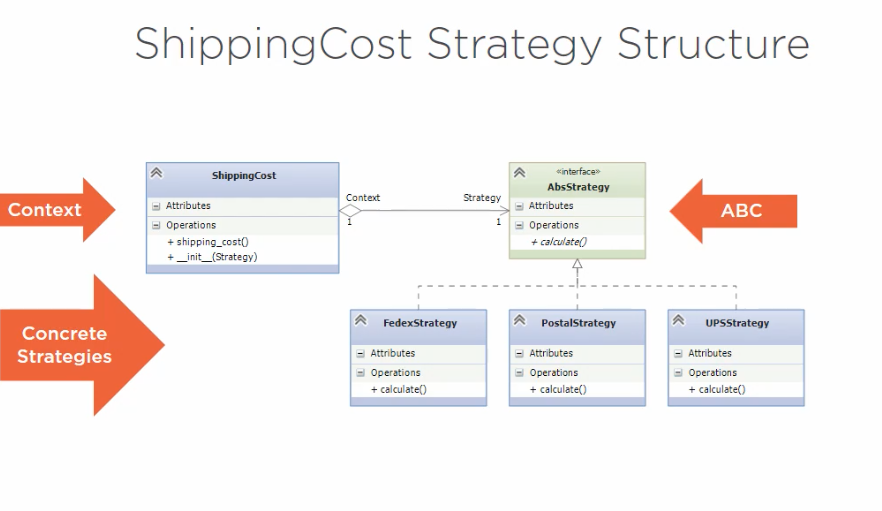 ShippingCost Strategy Structure
Context
ShippingCost
Attributes
Operations
+ shipping_cost()
+ __init__(Strategy)
Context
1
Strategy
1
«interface»
AbsStrategy
Attributes
Operations
+ calculate()
ABC
Concrete
Strategies
FedexStrategy
Attributes
Operations
+ calculate()
PostalStrategy
Attributes
Operations
+ calculate()
UPSStrategy
Attributes
Operations
+ calculate()